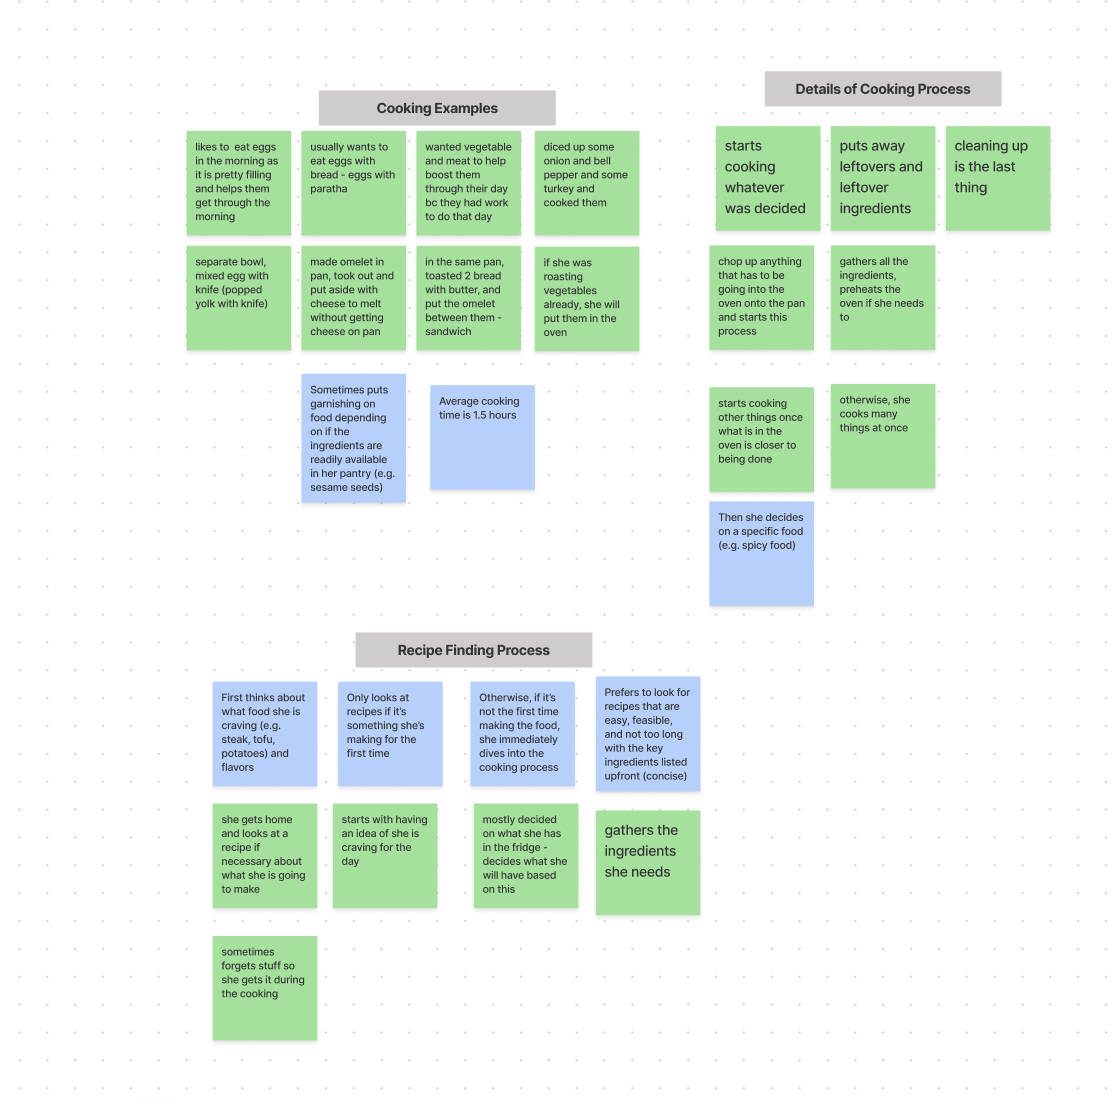 Cooking Examples
likes to eat eggs
in the morning as
it is pretty filling
and helps them
get through the
morning
usually wants to
eat eggs with
bread - eggs with
paratha
wanted vegetable
and meat to help
boost them
through their day
bc they had work
to do that day
diced up some
onion and bell
pepper and some
turkey and
cooked them
separate bowl,
mixed egg with
knife (popped
yolk with knife)
made omelet in
pan, took out and
put aside with
cheese to melt
without getting
cheese on pan
in the same pan,
toasted 2 bread
with butter, and
put the omelet
between them -
sandwich
if she was
roasting
vegetables
already, she will
put them in the
oven
Sometimes puts
garnishing on
food depending
on if the
ingredients are
readily available
in her pantry (e.g.
sesame seeds)
Average cooking
time is 1.5 hours
Details of Cooking Process
starts
cooking
whatever
was decided
puts away
leftovers and
leftover
ingredients
cleaning up
is the last
thing
chop up anything
that has to be
going into the
oven onto the pan
and starts this
process
gathers all the
ingredients,
preheats the
oven if she needs
to
starts cooking
other things once
what is in the
oven is closer to
being done
otherwise, she
cooks many
things at once
Then she decides
on a specific food
(e.g. spicy food)
Recipe Finding Process
First thinks about
what food she is
craving (e.g.
steak, tofu,
potatoes) and
flavors
Only looks at
recipes if it's
something she's
making for the
first time
Otherwise, if it's
not the first time
making the food,
she immediately
dives into the
cooking process
Prefers to look for
recipes that are
easy, feasible,
and not too long
with the key
ingredients listed
upfront (concise)
she gets home
and looks at a
recipe if
necessary about
what she is going
to make
starts with having
an idea of she is
craving for the
day
mostly decided
on what she has
in the fridge -
decides what she
will have based
on this
gathers the
ingredients
she needs
sometimes
forgets stuff so
she gets it during
the cooking